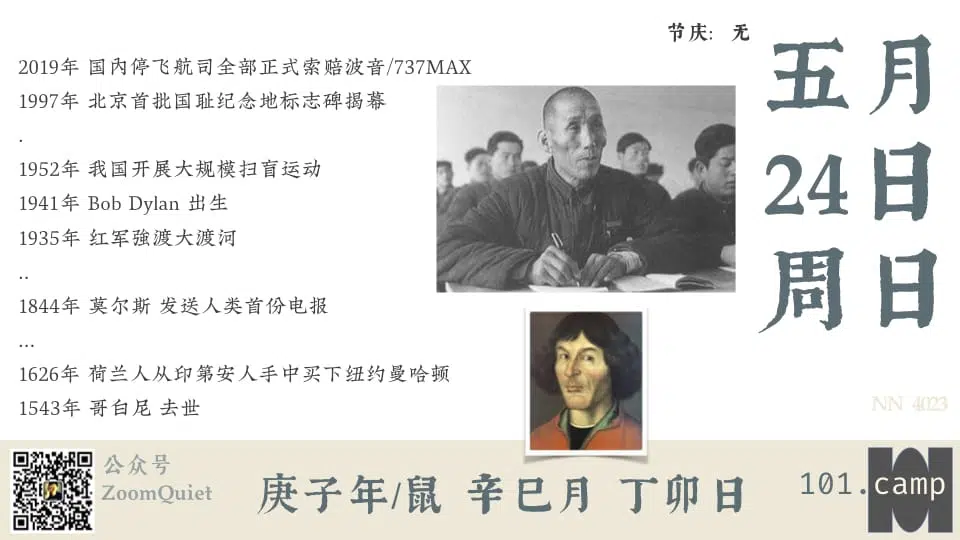 节庆: 无
五月
24日
周日
2019年 国内停飞航司全部正式索赔波音/737MAX
1997年 北京首批国耻纪念地标志碑揭幕
.
1952年 我国开展大规模扫盲运动
1941年 Bob Dylan 出生
1935年 红军強渡大渡河
..
1844年 莫尔斯 发送人类首份电报
...
1626年 荷兰人从印第安人手中买下纽约曼哈顿
1543年 哥白尼 去世
NN 4023
公众号
ZoomQuiet
庚子年/鼠 辛巳月 丁卯日
101.camp